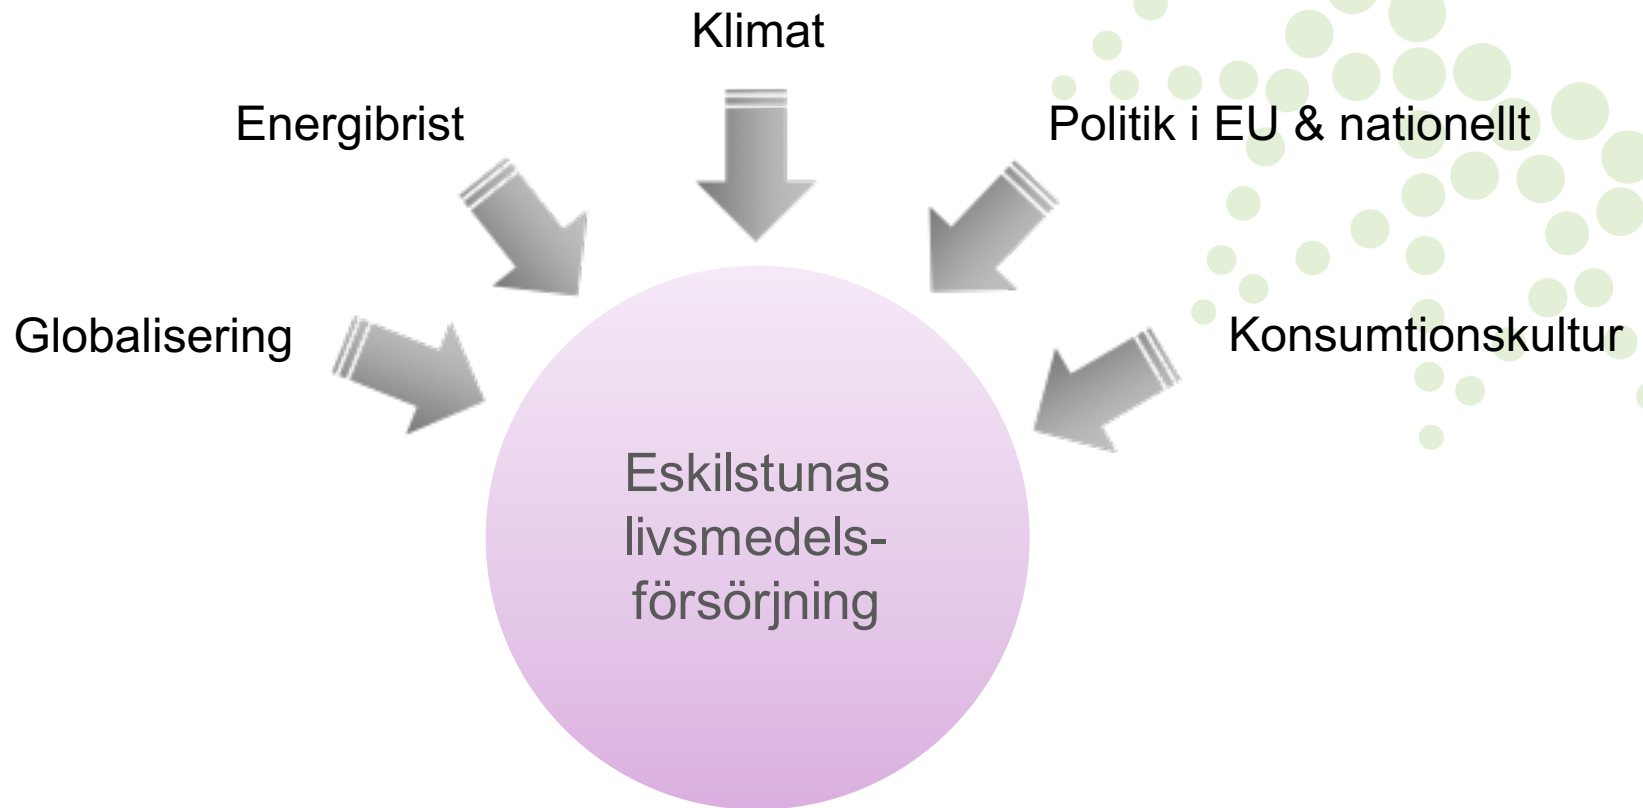 Klimat
Energibrist
Politik i EU & nationellt
Globalisering
Konsumtionskultur
Eskilstunas
livsmedels-
försörjning